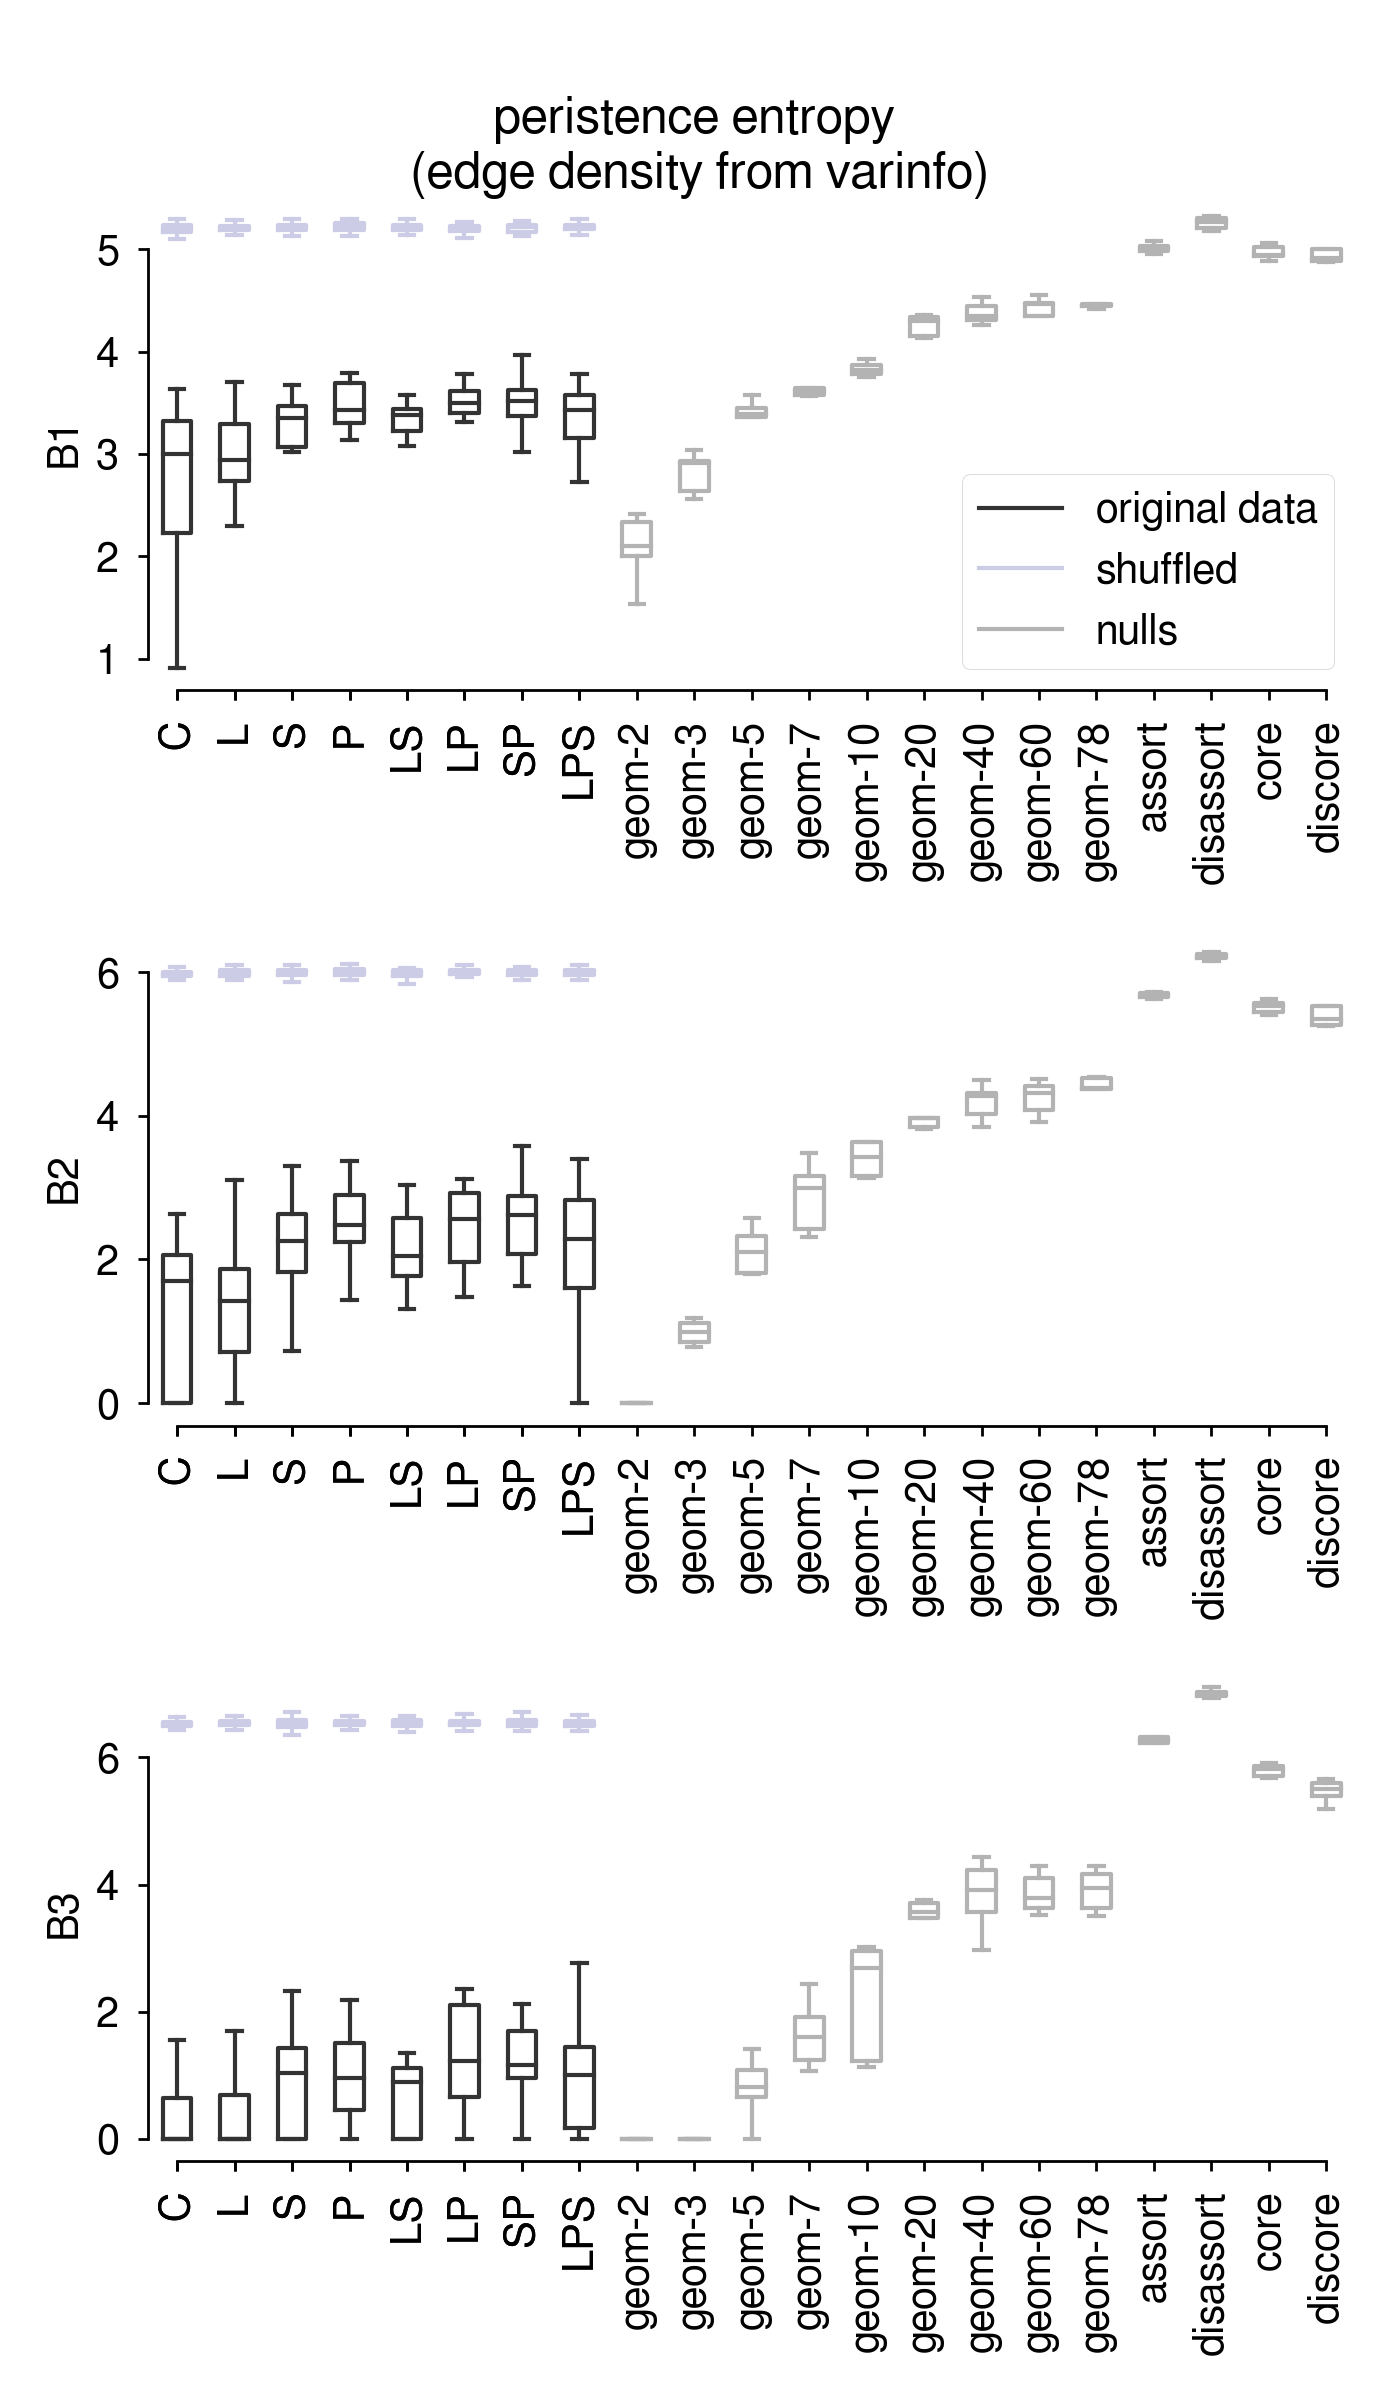 peristence entropy
(edge density from varinfo)
B1
5
4
3
2
1
original data
shuffled
nulls
C L S P LS LP SP LPS geom-2 geom-3 geom-5 geom-7 geom-10 geom-20 geom-40 geom-60 geom-78 assort disassort core discore
B2
6
4
2
0
C L S P LS LP SP LPS geom-2 geom-3 geom-5 geom-7 geom-10 geom-20 geom-40 geom-60 geom-78 assort disassort core discore
B3
6
4
2
0
C L S P LS LP SP LPS geom-2 geom-3 geom-5 geom-7 geom-10 geom-20 geom-40 geom-60 geom-78 assort disassort core discore